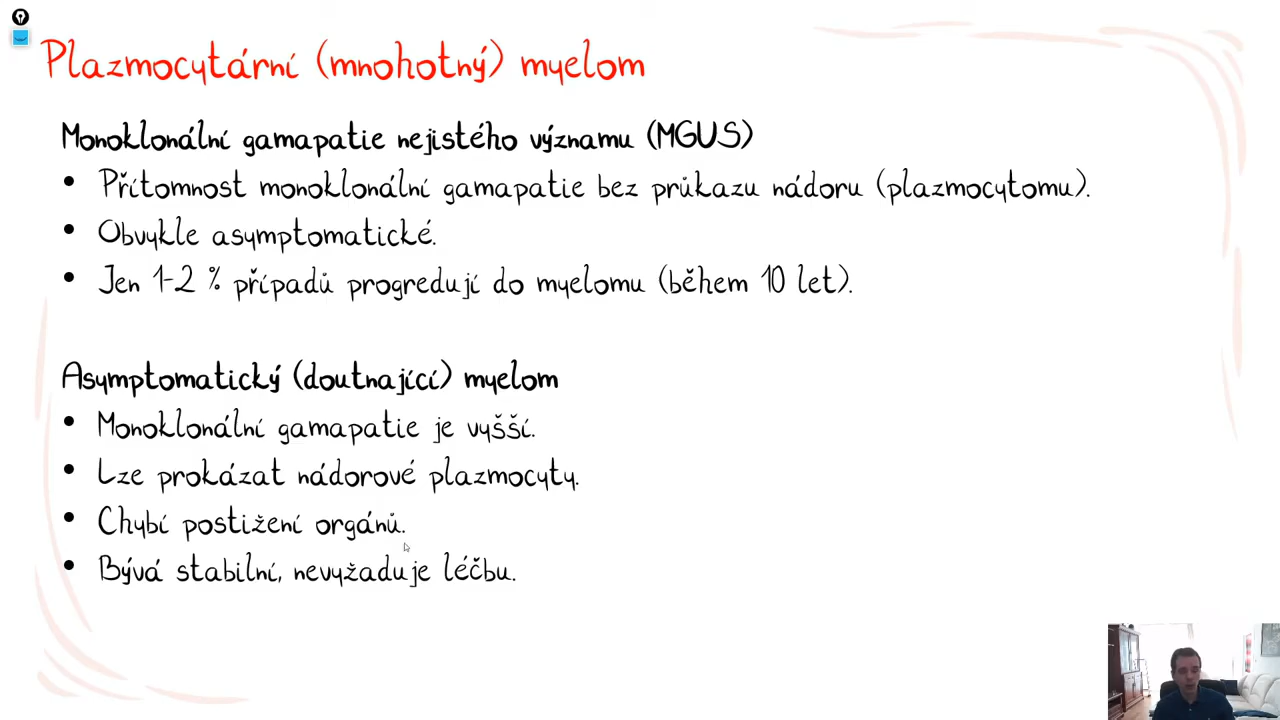 Plazmocytární (mnohotný) myelom
Monoklonální gamapatie nejistého významu (MGUS)
• Přítomnost monoklonální gamapatie bez průkazu nádoru (plazmocytomu).
• Obvykle asymptomatické.
• Jen 1-2 % případů progredují do myelomu (během 10 let).
Asymptomatický (doutnající) myelom
• Monoklonální gamapatie je vyšší.
• Lze prokázat nádorové plazmocyty.
• Chybí postižení orgánů.
• Bývá stabilní, nevyžaduje léčbu.